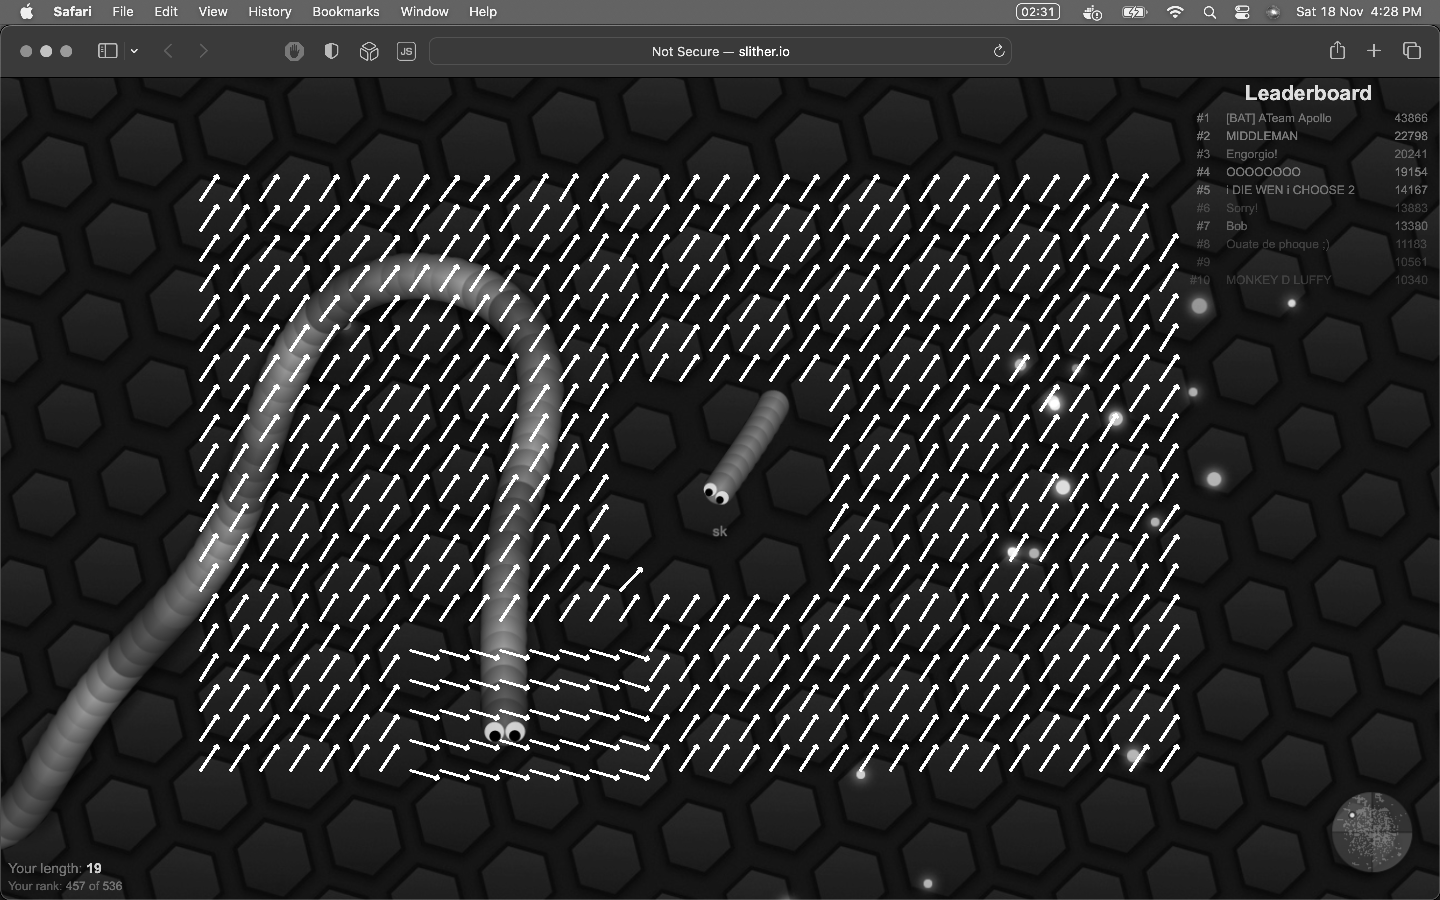 Safari File Edit View History Bookmarks Window Help 02:31 Sat 18 Nov 4:28 PM
JS Not Secure — slither.io
Leaderboard
#1 [BAT] ATeam Apollo 43866
#2 MIDDLEMAN 22798
#3 Engorgio! 20241
#4 OOOOOOOO 19154
#5 i DIE WEN i CHOOSE 2 14167
#6 Sorry! 13883
#7 Bob 13380
#8 Ouate de phoque ;) 11183
#9 10561
#10 MONKEY D LUFFY 10340
sk
Your length: 19
Your rank: 457 of 536